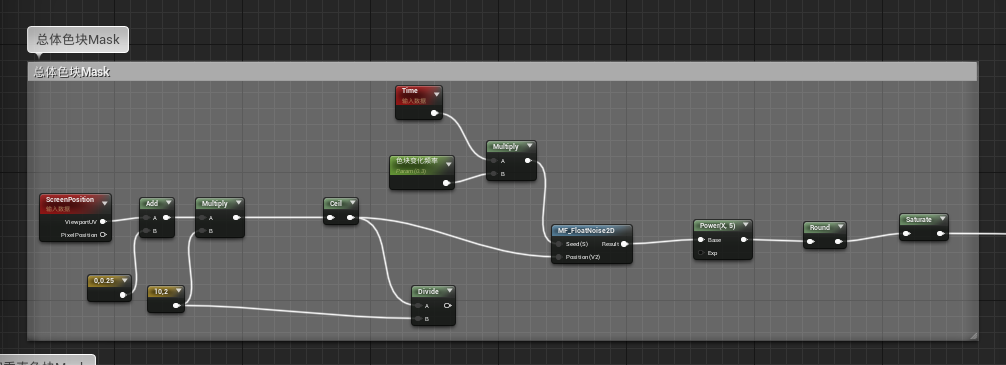 总体色块Mask
总体色块Mask
Time
输入数据
Multiply
A
B
色块变化频率
Param (0.3)
ScreenPosition
输入数据
ViewportUV
PixelPosition
Add
A
B
Multiply
A
B
Ceil
0,0.25
10,2
Divide
A
B
MF_FloatNoise2D
Seed(S) Result
Position(V2)
Power(X, 5)
Base
Exp
Round
Saturate